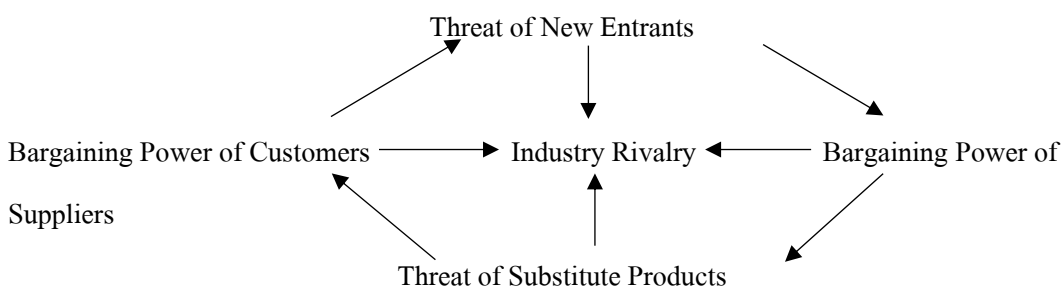 Threat of New Entrants
Bargaining Power of Customers Industry Rivalry Bargaining Power of
Suppliers
Threat of Substitute Products